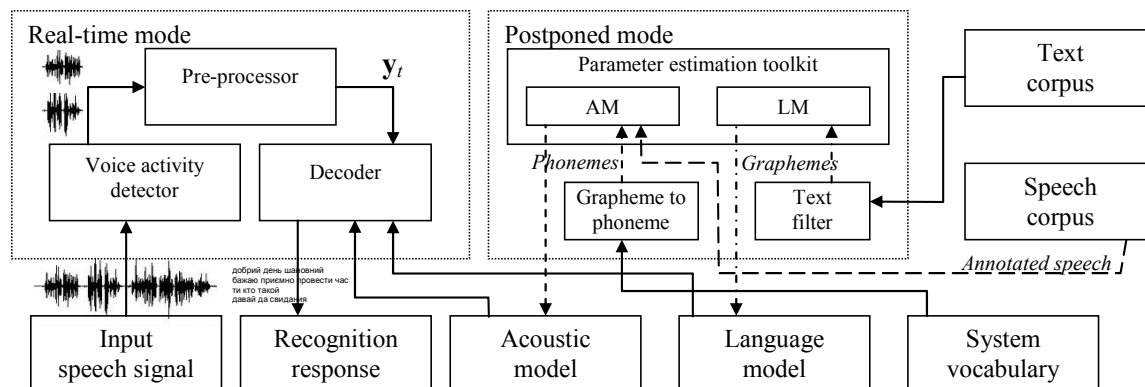 Real-time mode
Pre-processor
y_t
Voice activity
detector
Decoder
Postponed mode
Parameter estimation toolkit
AM
LM
Phonemes
Graphemes
Grapheme to
phoneme
Text
filter
Text
corpus
Speech
corpus
Annotated speech
добрий день шановний
бажаю приємно провести час
ти кто такой
давай да свидания
Input
speech signal
Recognition
response
Acoustic
model
Language
model
System
vocabulary